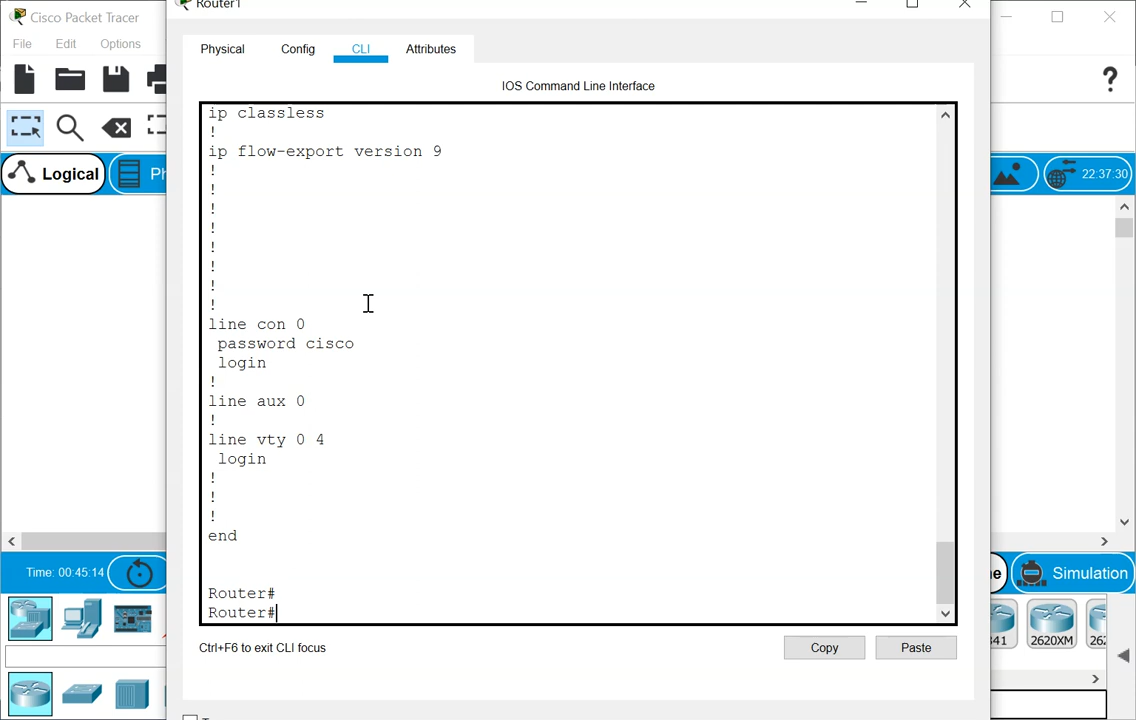 Cisco Packet Tracer
Router1
File Edit Options
Physical Config CLI Attributes
?
IOS Command Line Interface
ip classless
!
ip flow-export version 9
Logical
22:37:30
!
!
!
!
!
!
!
!
line con 0
password cisco
login
!
line aux 0
!
line vty 0 4
login
!
!
!
end
Time: 00:45:14
Simulation
Router#
Router#
41 2620XM 262
Ctrl+F6 to exit CLI focus
Copy Paste